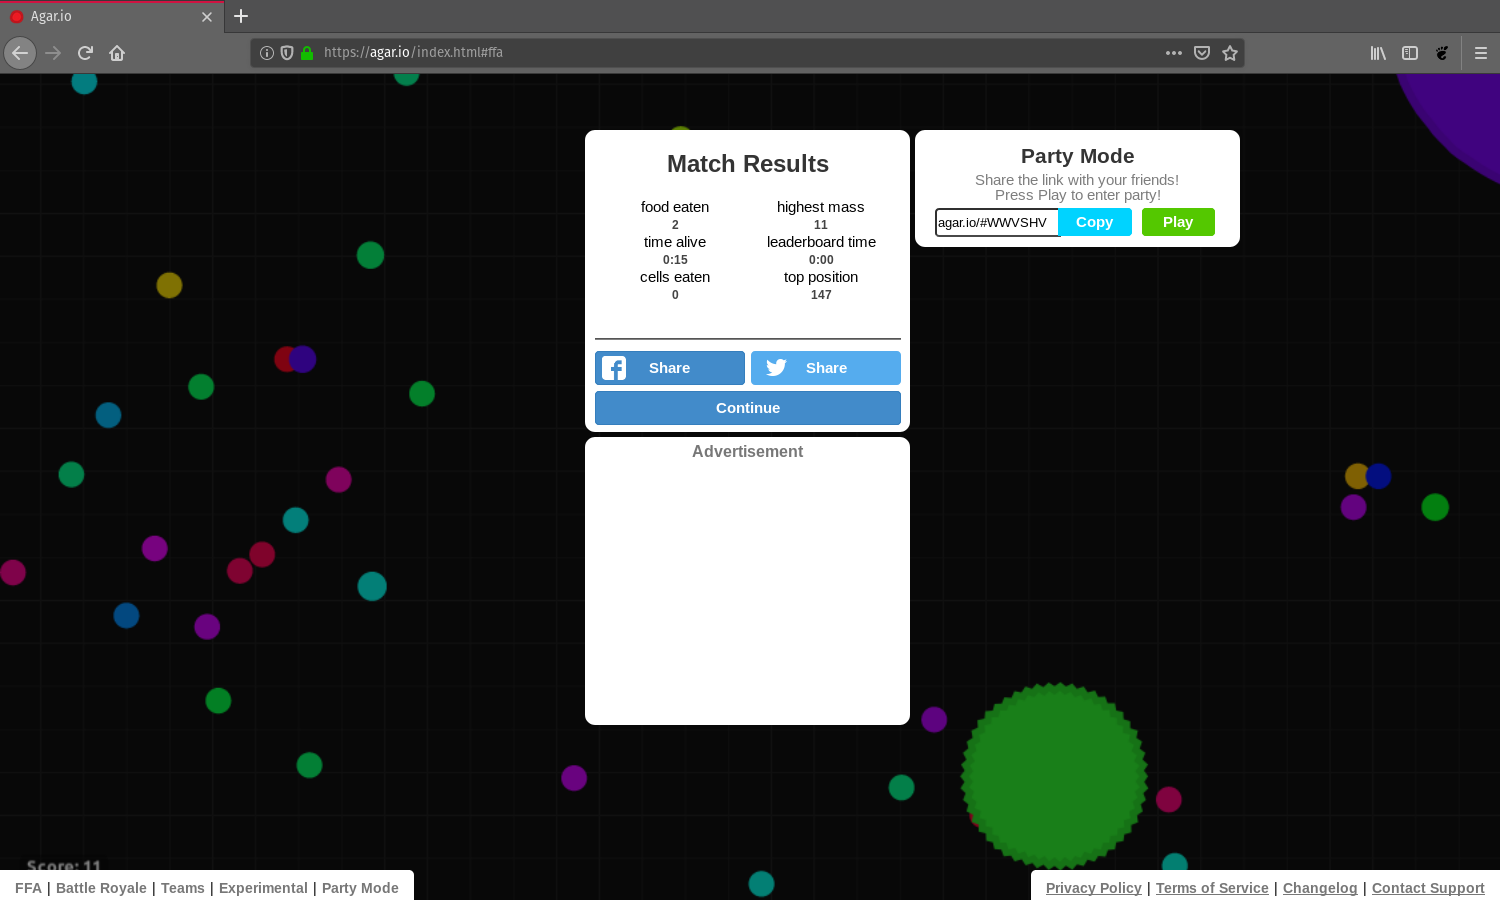 Agar.io
https://agar.io/index.html#ffa
Match Results
food eaten
2
highest mass
11
time alive
0:15
leaderboard time
0:00
cells eaten
0
top position
147
Share
Share
Continue
Advertisement
Party Mode
Share the link with your friends!
Press Play to enter party!
agar.io/#WWVSHV
Copy
Play
Score: 11
FFA | Battle Royale | Teams | Experimental | Party Mode
Privacy Policy | Terms of Service | Changelog | Contact Support